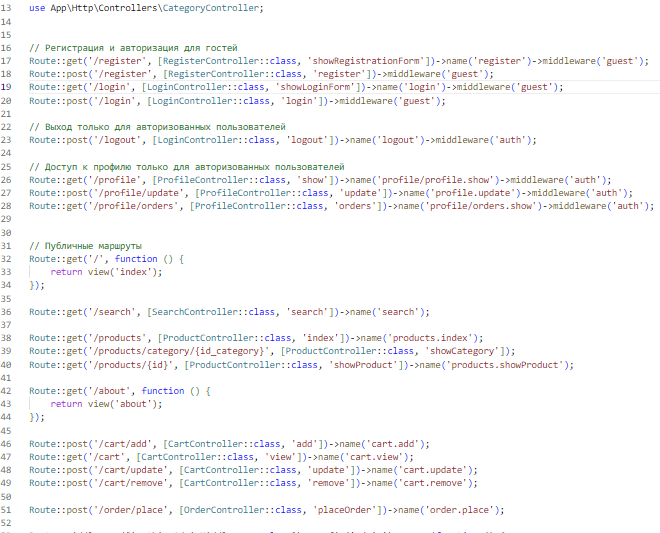 13 use App\Http\Controllers\CategoryController;
14
15
16 // Регистрация и авторизация для гостей
17 Route::get('/register', [RegisterController::class, 'showRegistrationForm'])->name('register')->middleware('guest');
18 Route::post('/register', [RegisterController::class, 'register'])->middleware('guest');
19 Route::get('/login', [LoginController::class, 'showLoginForm'])->name('login')->middleware('guest');
20 Route::post('/login', [LoginController::class, 'login'])->middleware('guest');
21
22 // Выход только для авторизованных пользователей
23 Route::post('/logout', [LoginController::class, 'logout'])->name('logout')->middleware('auth');
24
25 // Доступ к профилю только для авторизованных пользователей
26 Route::get('/profile', [ProfileController::class, 'show'])->name('profile/profile.show')->middleware('auth');
27 Route::post('/profile/update', [ProfileController::class, 'update'])->name('profile.update')->middleware('auth');
28 Route::get('/profile/orders', [ProfileController::class, 'orders'])->name('profile/orders.show')->middleware('auth');
29
30
31 // Публичные маршруты
32 Route::get('/', function () {
33 return view('index');
34 });
35
36 Route::get('/search', [SearchController::class, 'search'])->name('search');
37
38 Route::get('/products', [ProductController::class, 'index'])->name('products.index');
39 Route::get('/products/category/{id_category}', [ProductController::class, 'showCategory']);
40 Route::get('/products/{id}', [ProductController::class, 'showProduct'])->name('products.showProduct');
41
42 Route::get('/about', function () {
43 return view('about');
44 });
45
46 Route::post('/cart/add', [CartController::class, 'add'])->name('cart.add');
47 Route::get('/cart', [CartController::class, 'view'])->name('cart.view');
48 Route::post('/cart/update', [CartController::class, 'update'])->name('cart.update');
49 Route::post('/cart/remove', [CartController::class, 'remove'])->name('cart.remove');
50
51 Route::post('/order/place', [OrderController::class, 'placeOrder'])->name('order.place');
52